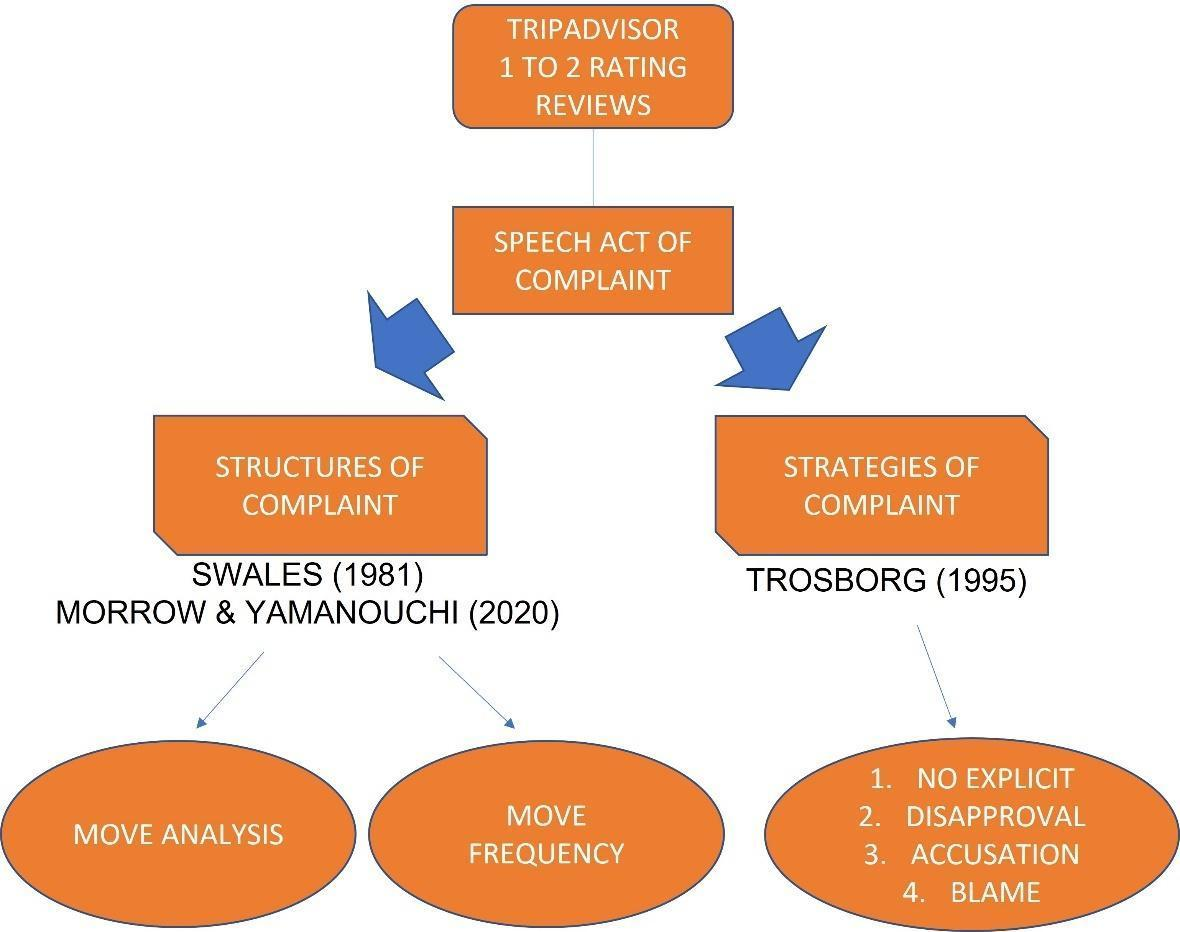 TRIPADVISOR
1 TO 2 RATING
REVIEWS
SPEECH ACT OF
COMPLAINT
STRUCTURES OF
COMPLAINT
SWALES (1981)
MORROW & YAMANOUCHI (2020)
STRATEGIES OF
COMPLAINT
TROSBORG (1995)
MOVE ANALYSIS
MOVE
FREQUENCY
1. NO EXPLICIT
2. DISAPPROVAL
3. ACCUSATION
4. BLAME